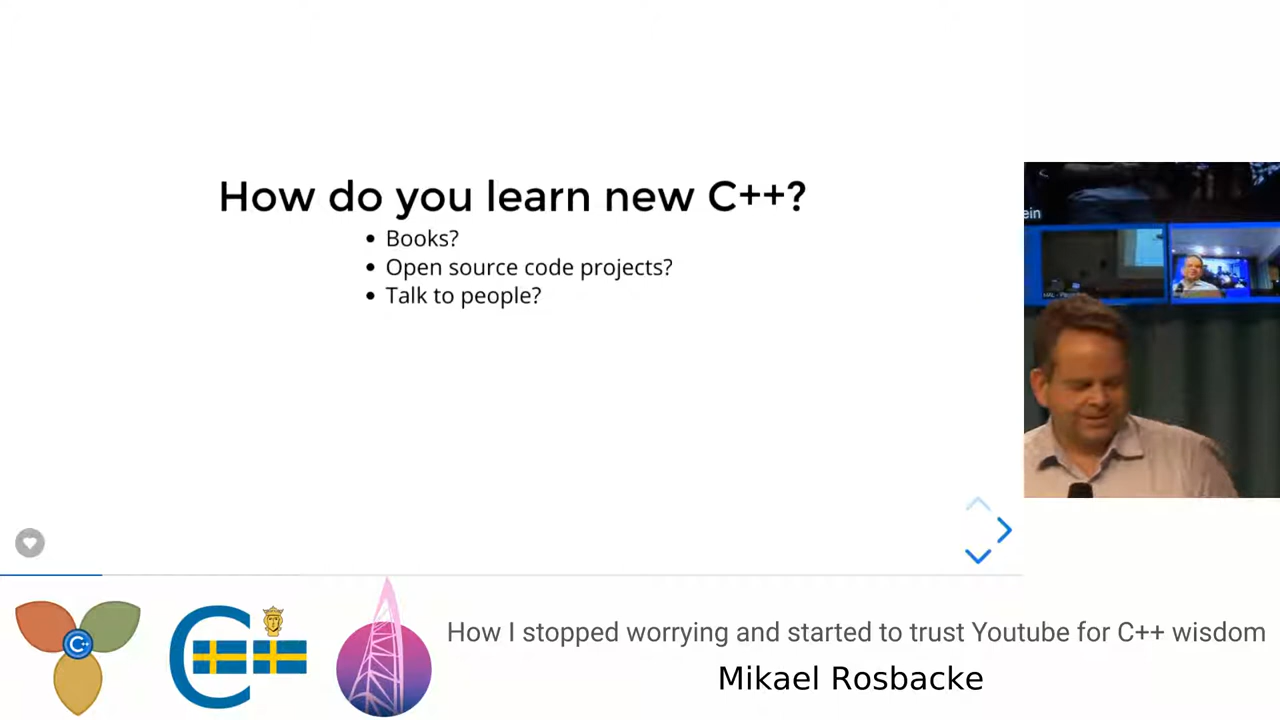 How do you learn new C++?
Books?
Open source code projects?
Talk to people?
ein
C++
C
How I stopped worrying and started to trust Youtube for C++ wisdom
Mikael Rosbacke